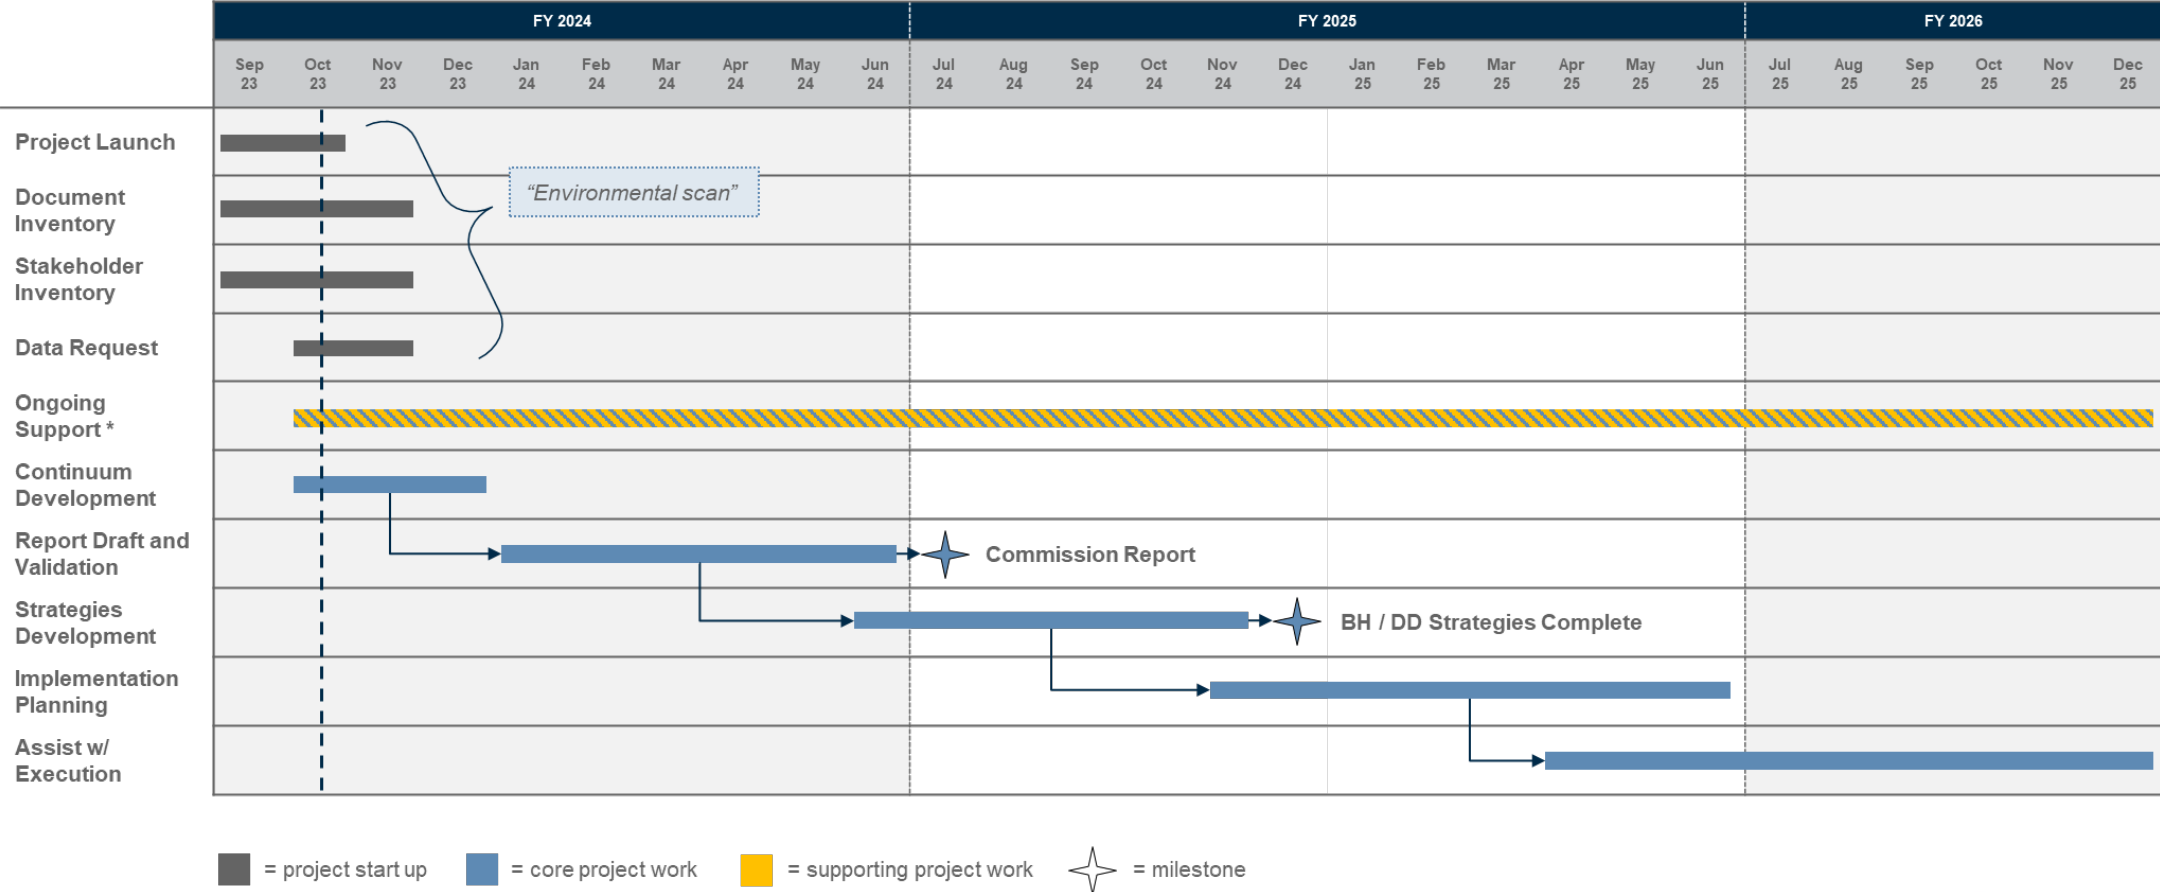 FY 2024
FY 2025
FY 2026
Sep 23
Oct 23
Nov 23
Dec 23
Jan 24
Feb 24
Mar 24
Apr 24
May 24
Jun 24
Jul 24
Aug 24
Sep 24
Oct 24
Nov 24
Dec 24
Jan 25
Feb 25
Mar 25
Apr 25
May 25
Jun 25
Jul 25
Aug 25
Sep 25
Oct 25
Nov 25
Dec 25
Project Launch
Document
Inventory
“Environmental scan”
Stakeholder
Inventory
Data Request
Ongoing
Support *
Continuum
Development
Report Draft and
Validation
Commission Report
Strategies
Development
BH / DD Strategies Complete
Implementation
Planning
Assist w/
Execution
= project start up
= core project work
= supporting project work
= milestone